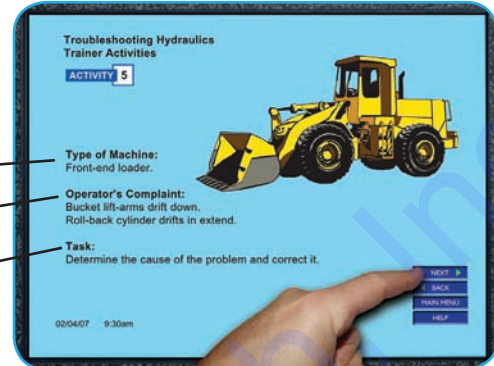 Troubleshooting Hydraulics
Trainer Activities
ACTIVITY 5
Type of Machine:
Front-end loader.
Operator's Complaint:
Bucket lift-arms drift down.
Roll-back cylinder drifts in extend.
Task:
Determine the cause of the problem and correct it.
NEXT
BACK
MAIN MENU
HELP
02/04/07 9:30am